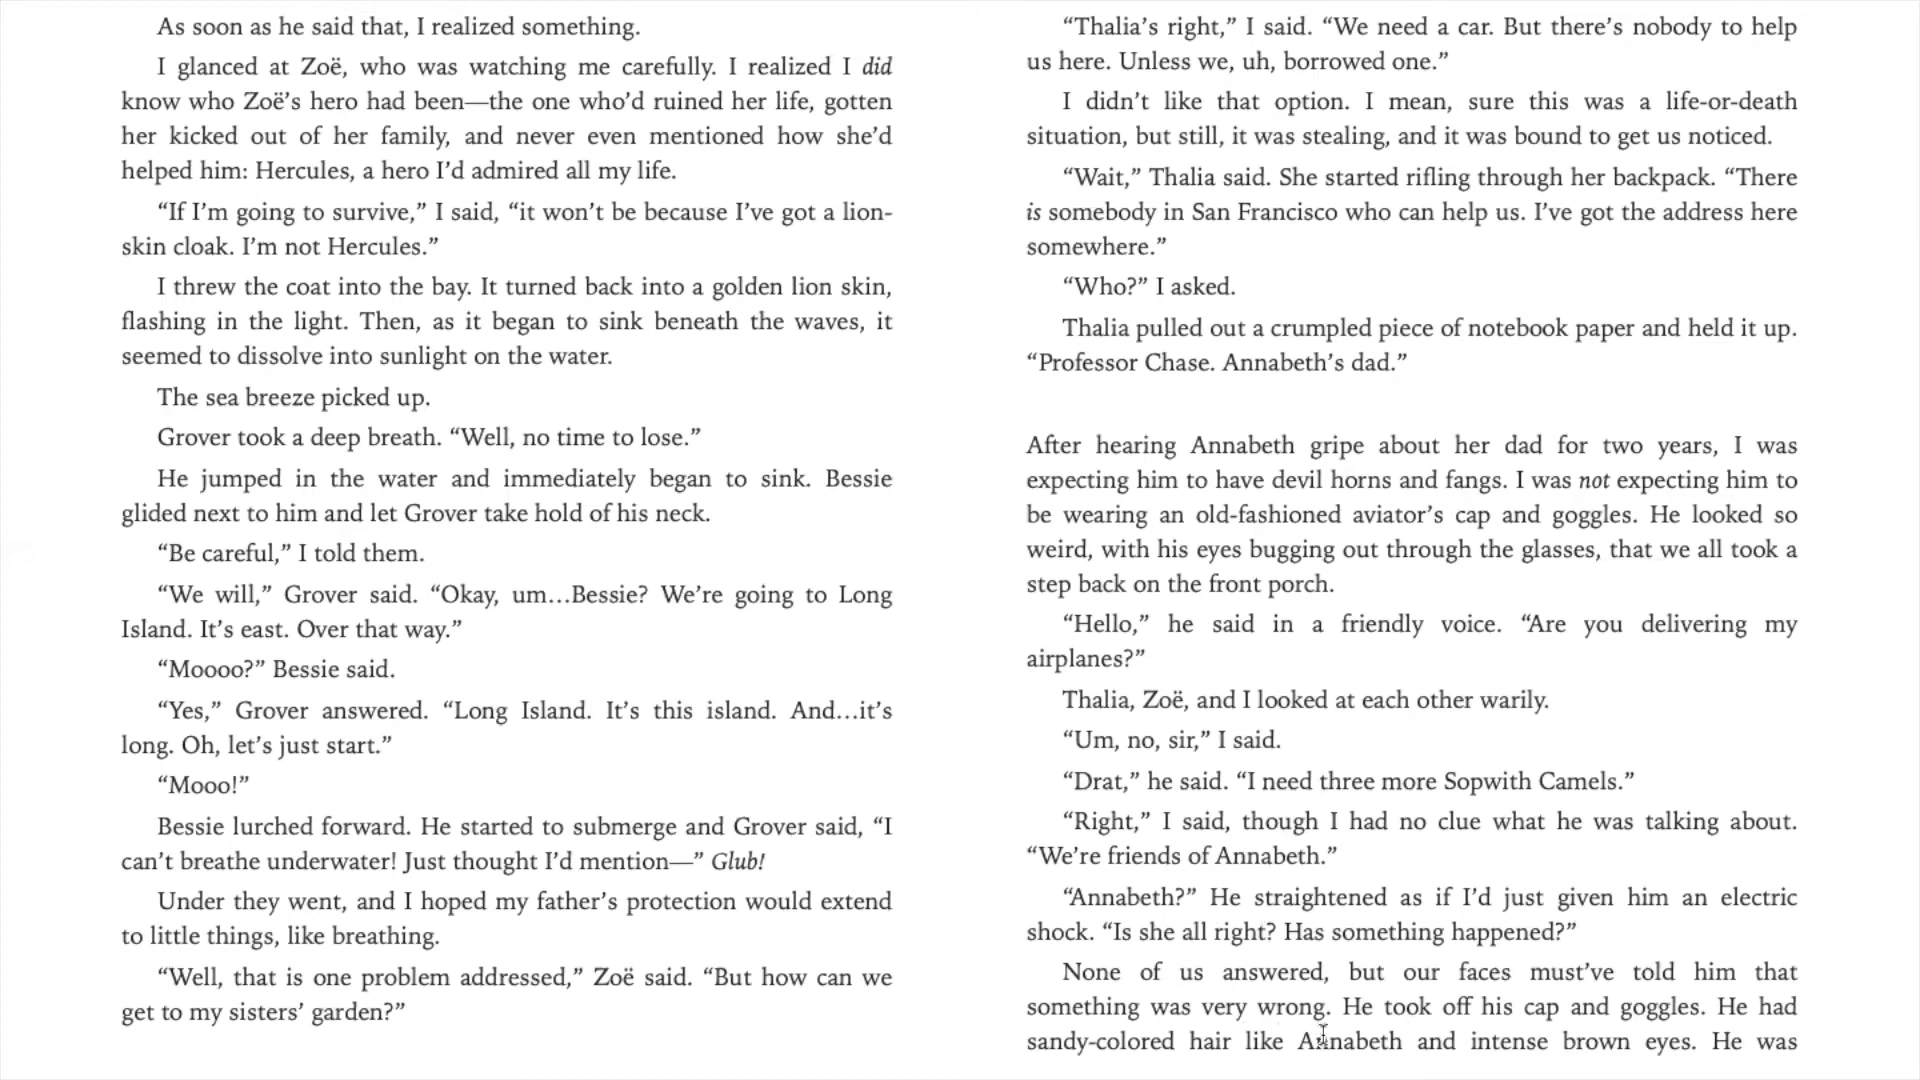 As soon as he said that, I realized something.
I glanced at Zoë, who was watching me carefully. I realized I did
know who Zoë’s hero had been—the one who’d ruined her life, gotten
her kicked out of her family, and never even mentioned how she’d
helped him: Hercules, a hero I’d admired all my life.
“If I’m going to survive,” I said, “it won’t be because I’ve got a lion-
skin cloak. I’m not Hercules.”
I threw the coat into the bay. It turned back into a golden lion skin,
flashing in the light. Then, as it began to sink beneath the waves, it
seemed to dissolve into sunlight on the water.
The sea breeze picked up.
Grover took a deep breath. “Well, no time to lose.”
He jumped in the water and immediately began to sink. Bessie
glided next to him and let Grover take hold of his neck.
“Be careful,” I told them.
“We will,” Grover said. “Okay, um…Bessie? We’re going to Long
Island. It’s east. Over that way.”
“Moooo?” Bessie said.
“Yes,” Grover answered. “Long Island. It’s this island. And…it’s
long. Oh, let’s just start.”
“Mooo!”
Bessie lurched forward. He started to submerge and Grover said, “I
can’t breathe underwater! Just thought I’d mention—” Glub!
Under they went, and I hoped my father’s protection would extend
to little things, like breathing.
“Well, that is one problem addressed,” Zoë said. “But how can we
get to my sisters’ garden?”
“Thalia’s right,” I said. “We need a car. But there’s nobody to help
us here. Unless we, uh, borrowed one.”
I didn’t like that option. I mean, sure this was a life-or-death
situation, but still, it was stealing, and it was bound to get us noticed.
“Wait,” Thalia said. She started rifling through her backpack. “There
is somebody in San Francisco who can help us. I’ve got the address here
somewhere.”
“Who?” I asked.
Thalia pulled out a crumpled piece of notebook paper and held it up.
“Professor Chase. Annabeth’s dad.”
After hearing Annabeth gripe about her dad for two years, I was
expecting him to have devil horns and fangs. I was not expecting him to
be wearing an old-fashioned aviator’s cap and goggles. He looked so
weird, with his eyes bugging out through the glasses, that we all took a
step back on the front porch.
“Hello,” he said in a friendly voice. “Are you delivering my
airplanes?”
Thalia, Zoë, and I looked at each other warily.
“Um, no, sir,” I said.
“Drat,” he said. “I need three more Sopwith Camels.”
“Right,” I said, though I had no clue what he was talking about.
“We’re friends of Annabeth.”
“Annabeth?” He straightened as if I’d just given him an electric
shock. “Is she all right? Has something happened?”
None of us answered, but our faces must’ve told him that
something was very wrong. He took off his cap and goggles. He had
sandy-colored hair like Annabeth and intense brown eyes. He was